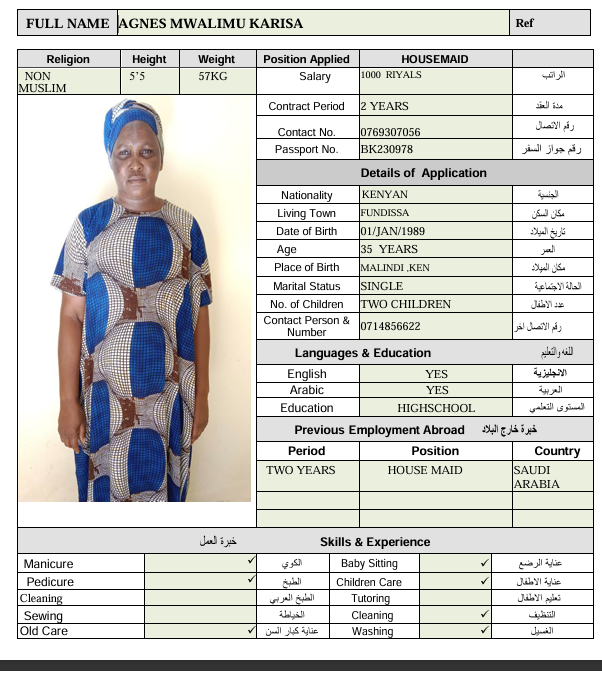 FULL NAME AGNES MWALIMU KARISA Ref
Religion Height Weight Position Applied HOUSEMAID
NON MUSLIM 5’5 57KG Salary 1000 RIYALS الراتب
Contract Period 2 YEARS مدة العقد
Contact No. 0769307056 رقم الاتصال
Passport No. BK230978 رقم جواز السفر
Details of Application
Nationality KENYAN الجنسية
Living Town FUNDISSA مكان السكن
Date of Birth 01/JAN/1989 تاريخ الميلاد
Age 35 YEARS العمر
Place of Birth MALINDI ,KEN مكان الميلاد
Marital Status SINGLE الحالة الاجتماعية
No. of Children TWO CHILDREN عدد الاطفال
Contact Person & Number 0714856622 رقم الاتصال اخر
Languages & Education اللغه والتعليم
English YES الانجليزية
Arabic YES العربية
Education HIGHSCHOOL المستوى التعلمي
Previous Employment Abroad خبرة خارج البلاد
Period Position Country
TWO YEARS HOUSE MAID SAUDI ARABIA
خبرة العمل Skills & Experience
Manicure ✓ الكوي Baby Sitting ✓ عناية الرضع
Pedicure ✓ الطبخ Children Care ✓ عناية الاطفال
Cleaning الطبخ العربي Tutoring تعليم الاطفال
Sewing الخياطة Cleaning ✓ التنظيف
Old Care ✓ عناية كبار السن Washing ✓ الغسيل